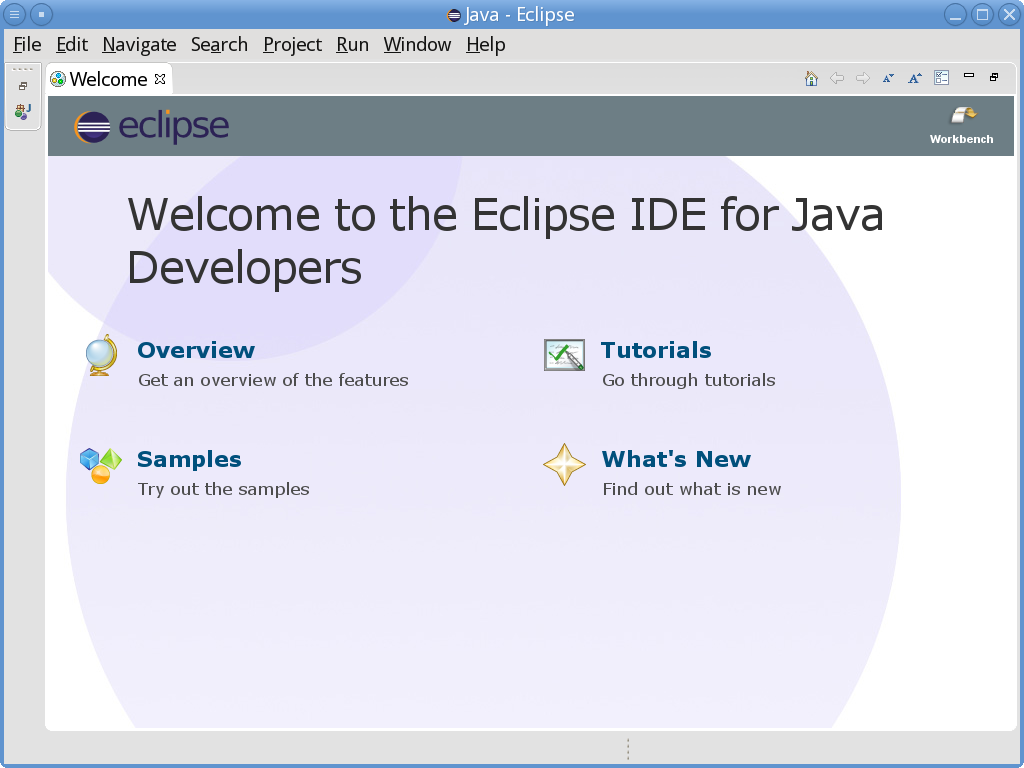 Java - Eclipse
File Edit Navigate Search Project Run Window Help
Welcome
eclipse
Workbench
Welcome to the Eclipse IDE for Java
Developers
Overview
Get an overview of the features
Tutorials
Go through tutorials
Samples
Try out the samples
What's New
Find out what is new